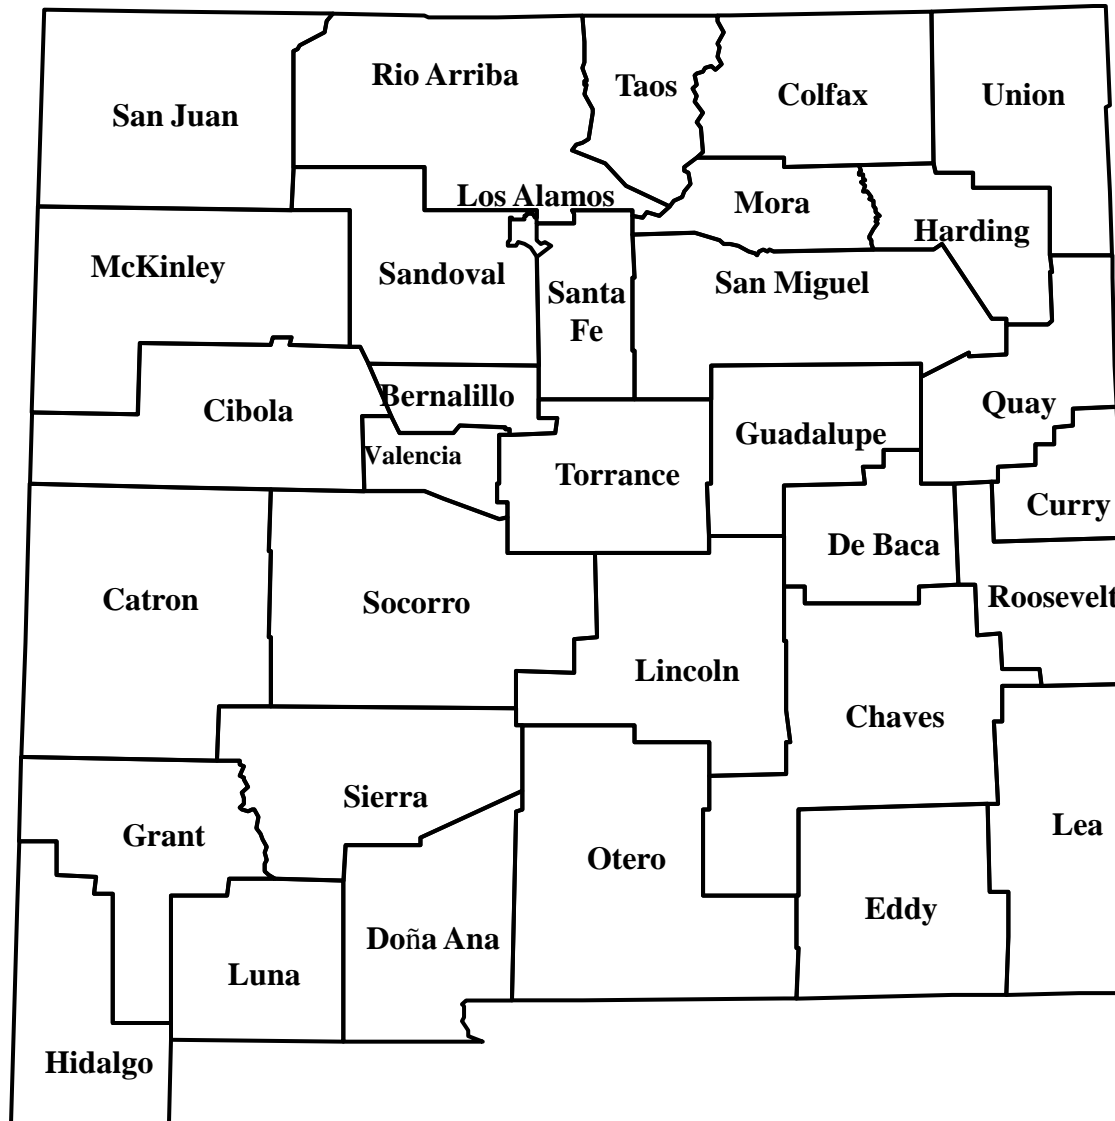 Rio Arriba
Taos
Colfax
Union
San Juan
Los Alamos
Mora
Harding
McKinley
Sandoval
San Miguel
Santa
Fe
Bernalillo
Cibola
Quay
Guadalupe
Valencia
Torrance
Curry
De Baca
Catron
Socorro
Roosevelt
Lincoln
Chaves
Sierra
Grant
Lea
Otero
Eddy
Doña Ana
Luna
Hidalgo